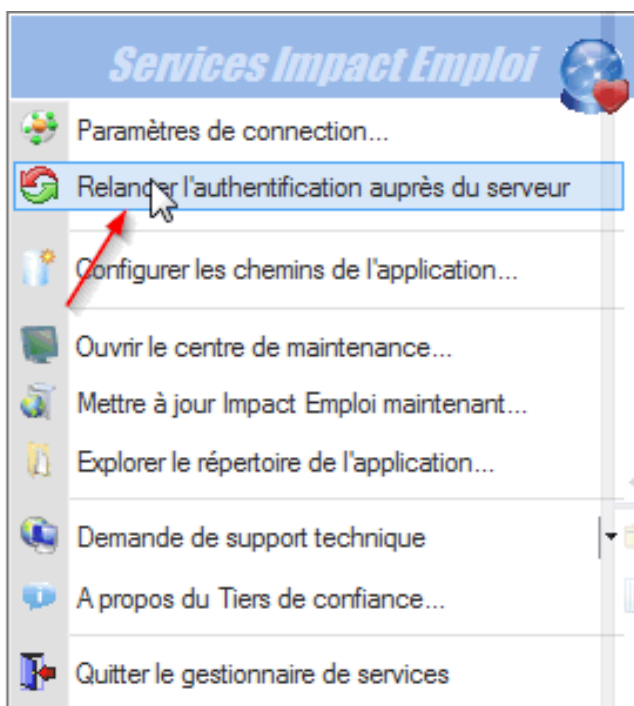 Services Impact Emploi
Paramètres de connection...
Relancer l'authentification auprès du serveur
Configurer les chemins de l'application...
Ouvrir le centre de maintenance...
Mettre à jour Impact Emploi maintenant...
Explorer le répertoire de l'application...
Demande de support technique
A propos du Tiers de confiance...
Quitter le gestionnaire de services